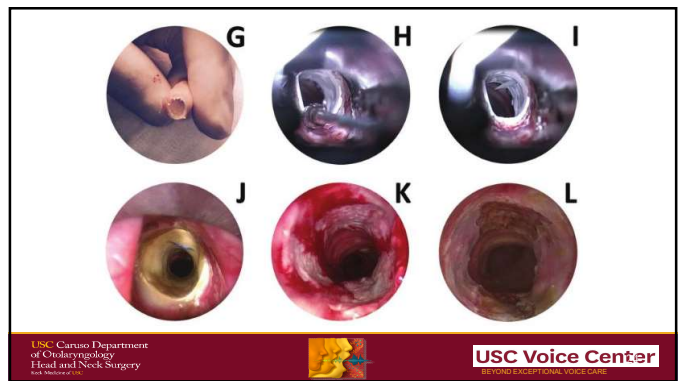 G
H
I
J
K
L
USC Caruso Department
of Otolaryngology
Head and Neck Surgery
Keck Medicine of USC
USC Voice Center
BEYOND EXCEPTIONAL VOICE CARE